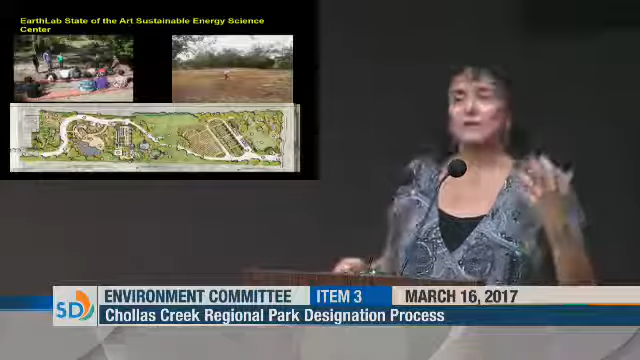 EarthLab State of the Art Sustainable Energy Science
Center
SD
ENVIRONMENT COMMITTEE ITEM 3 MARCH 16, 2017
Chollas Creek Regional Park Designation Process